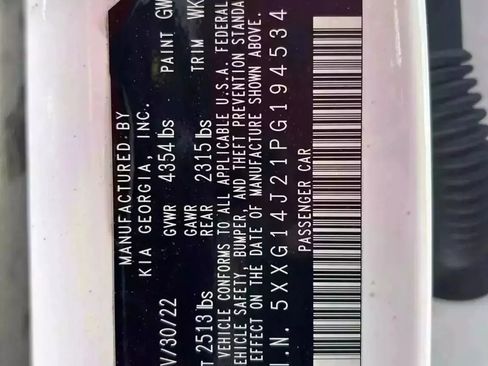 MANUFACTURED BY
KIA GEORGIA, INC.
V/30/22 GVWR 4354 lbs PAINT GW
T 2513 lbs GAWR REAR 2315 lbs TRIM WK
VEHICLE CONFORMS TO ALL APPLICABLE U.S.A. FEDERAL
EHICLE SAFETY, BUMPER, AND THEFT PREVENTION STANDA
EFFECT ON THE DATE OF MANUFACTURE SHOWN ABOVE.
.I.N. 5XXG14J21PG194534
PASSENGER CAR